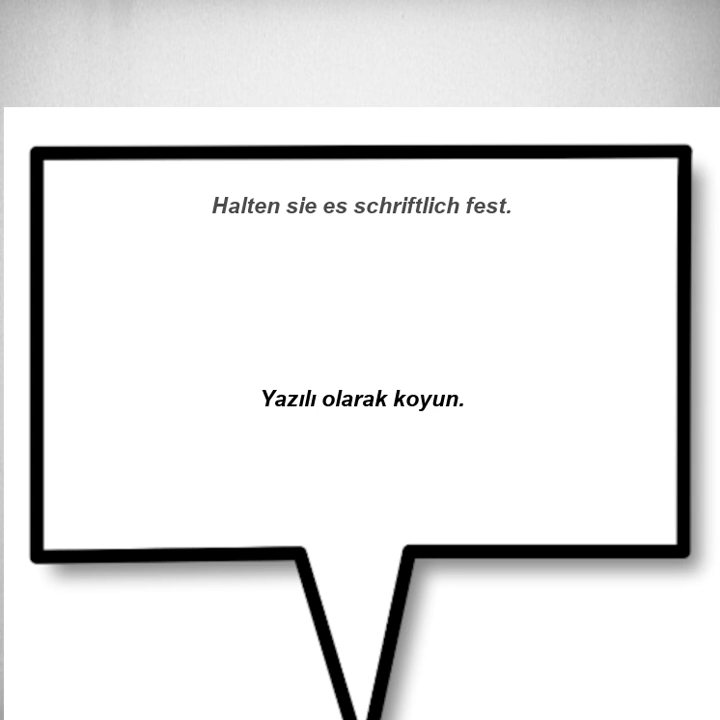 Halten sie es schriftlich fest.
Yazılı olarak koyun.